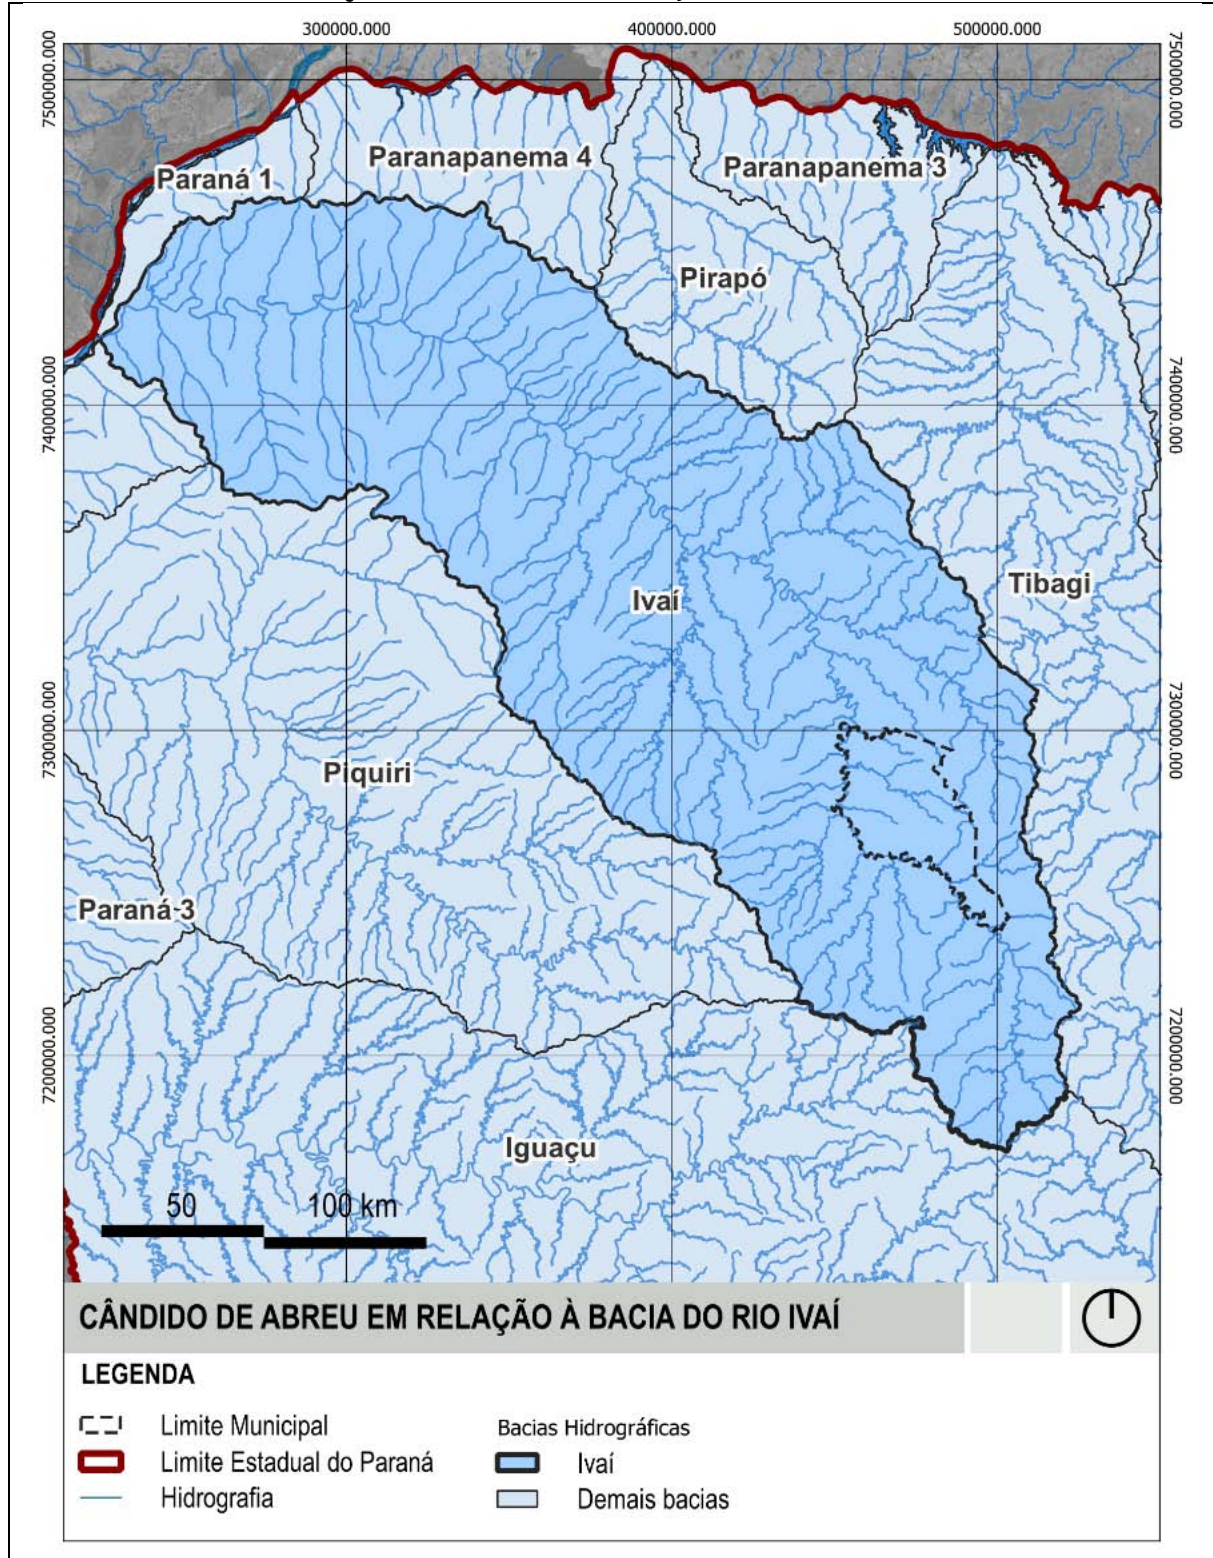 300000.000 400000.000 500000.000
7500000.000 7500000.000
Paranapanema 4
Paranapanema 3
Paraná 1
Pirapó
7400000.000 7400000.000
Tibagi
Ivaí
7300000.000 7300000.000
Piquiri
Paraná 3
7200000.000 7200000.000
Iguaçu
50 100 km
CÂNDIDO DE ABREU EM RELAÇÃO À BACIA DO RIO IVAÍ
LEGENDA
Limite Municipal
Limite Estadual do Paraná
Hidrografia
Bacias Hidrográficas
Ivaí
Demais bacias